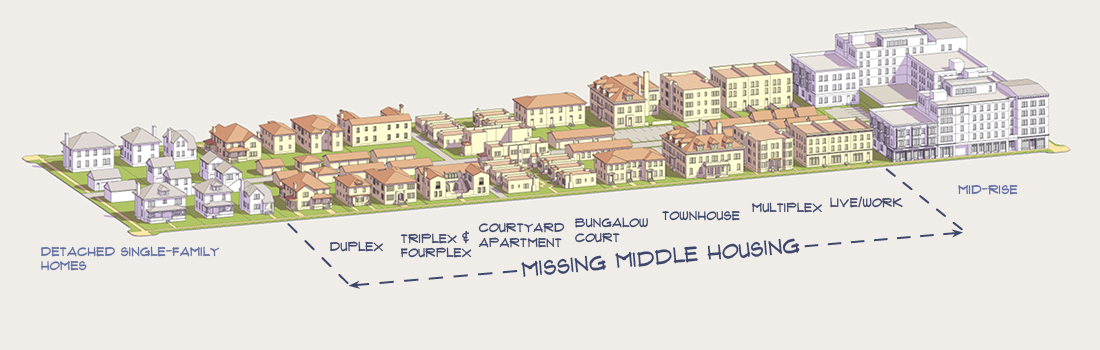 DETACHED SINGLE-FAMILY
HOMES
DUPLEX
TRIPLEX &
FOURPLEX
COURTYARD
APARTMENT
BUNGALOW
COURT
TOWNHOUSE
MULTIPLEX
LIVE/WORK
MID-RISE
MISSING MIDDLE HOUSING